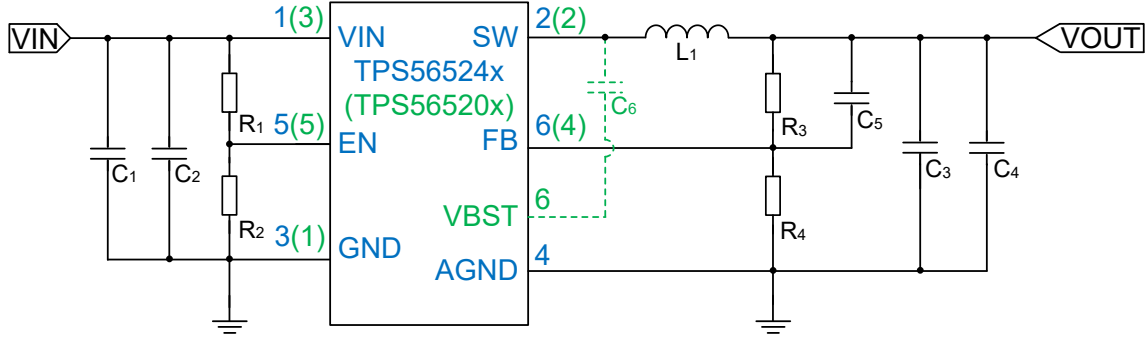 1(3)
2(2)
VIN
VIN
SW
VOUT
L1
TPS56524x
(TPS56520x)
C6
R1
R3
C5
5(5)
6(4)
EN
FB
C1
C2
C3
C4
6
VBST
R2
R4
3(1)
GND
4
AGND